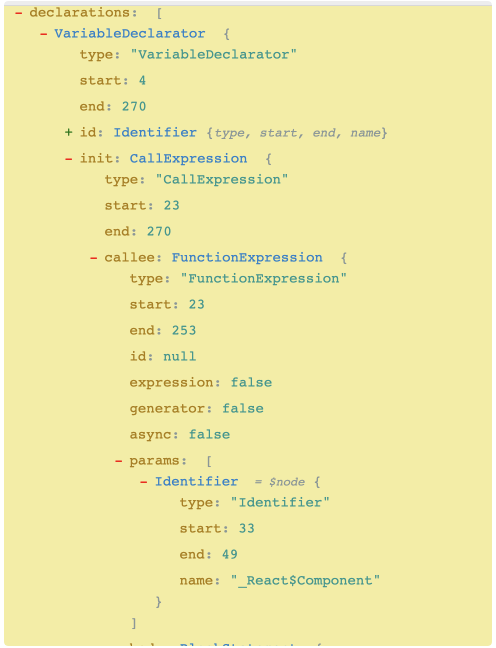 - declarations: [
- VariableDeclarator {
type: "VariableDeclarator"
start: 4
end: 270
+ id: Identifier {type, start, end, name}
- init: CallExpression {
type: "CallExpression"
start: 23
end: 270
- callee: FunctionExpression {
type: "FunctionExpression"
start: 23
end: 253
id: null
expression: false
generator: false
async: false
- params: [
- Identifier = $node {
type: "Identifier"
start: 33
end: 49
name: "_React$Component"
}
]